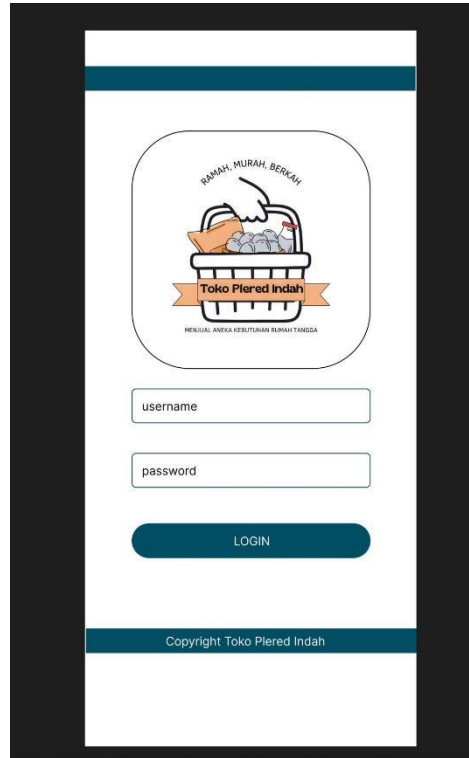 RAMAH, MURAH, BERKAH
Toko Plered Indah
MENJUAL ANEKA KEBUTUHAN RUMAH TANGGA
username
password
LOGIN
Copyright Toko Plered Indah